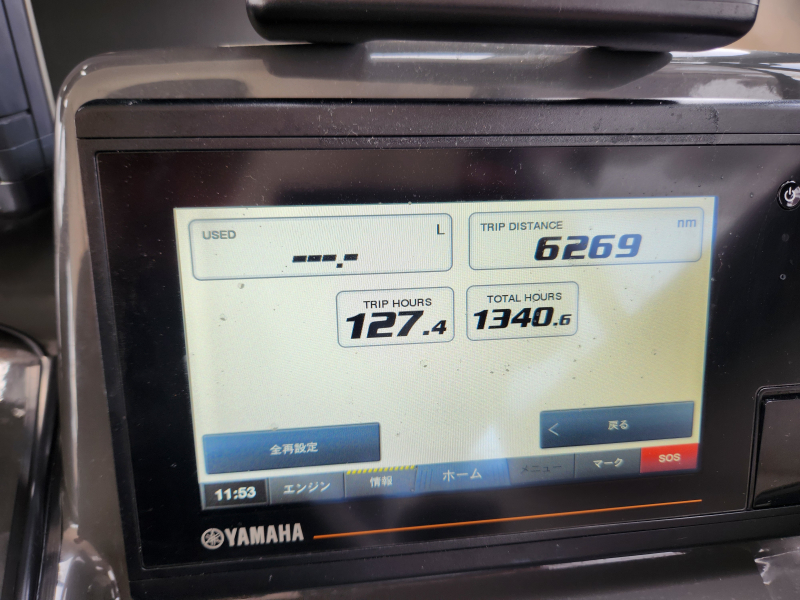 USED L
---.-
TRIP DISTANCE nm
6269
TRIP HOURS
127.4
TOTAL HOURS
1340.6
全再設定
戻る
11:53 エンジン 情報 ホーム メニュー マーク SOS
YAMAHA